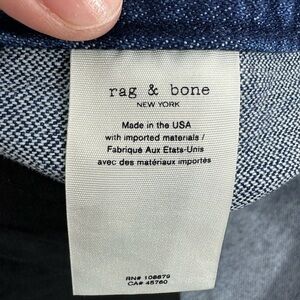 rag & bone
NEW YORK
Made in the USA
with imported materials /
Fabriqué Aux Etats-Unis
avec des matériaux importés
RN# 106879
CA# 45760